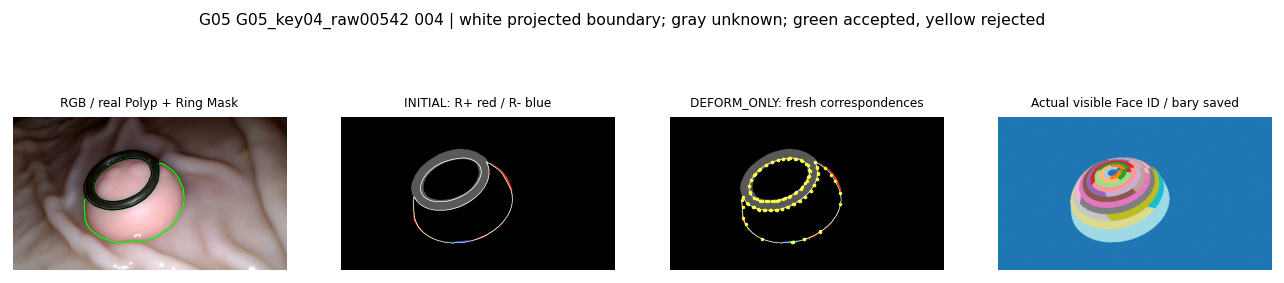 G05 G05_key04_raw00542 004 | white projected boundary; gray unknown; green accepted, yellow rejected
RGB / real Polyp + Ring Mask
INITIAL: R+ red / R- blue
DEFORM_ONLY: fresh correspondences
Actual visible Face ID / bary saved